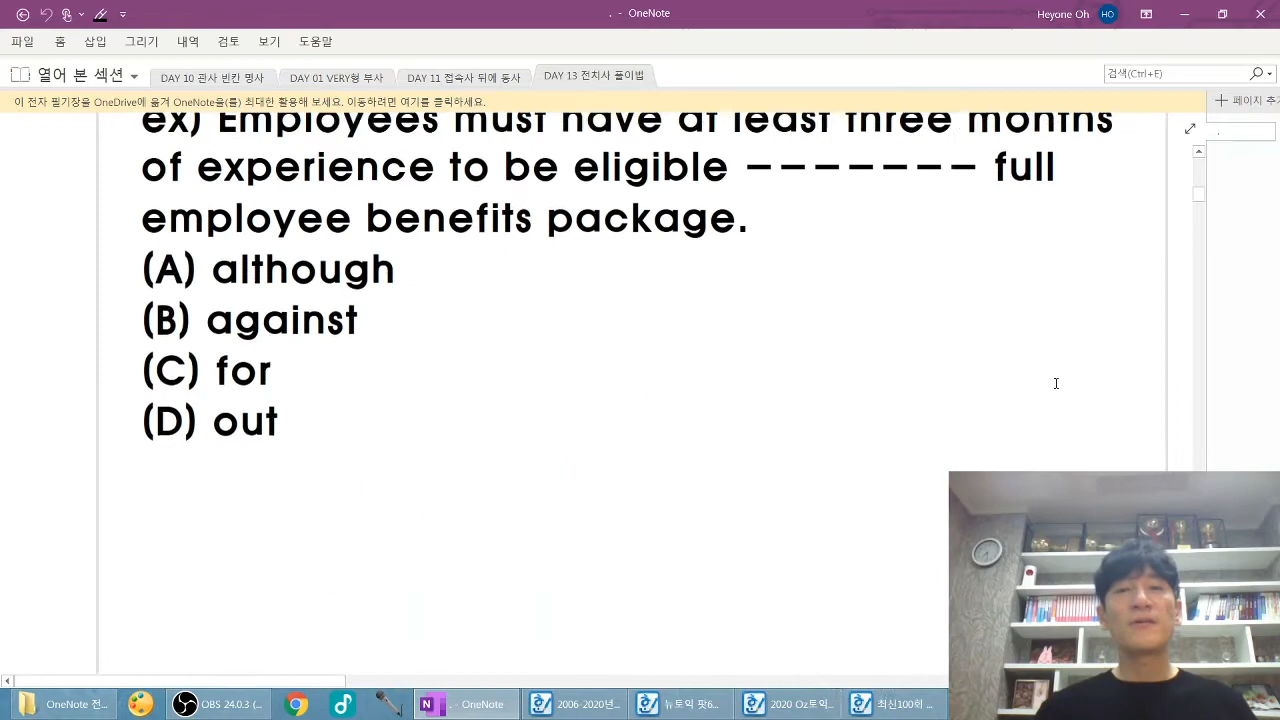 . - OneNote
Heyone Oh HO
파일 홈 삽입 그리기 내역 검토 보기 도움말
열어 본 섹션 DAY 10 관사 빈칸 명사 DAY 01 VERY형 부사 DAY 11 접속사 뒤에 동사 DAY 13 전치사 풀이법 검색(Ctrl+E)
이 전자 필기장을 OneDrive에 옮겨 OneNote을(를) 최대한 활용해 보세요. 이동하려면 여기를 클릭하세요. 페이지 추
ex) Employees must have at least three months
of experience to be eligible ------- full
employee benefits package.
(A) although
(B) against
(C) for
(D) out
OneNote 전... OBS 24.0.3 (... . - OneNote 2006-2020년... 뉴토익 팟6... 2020 Oz토익... 최신100회 ...